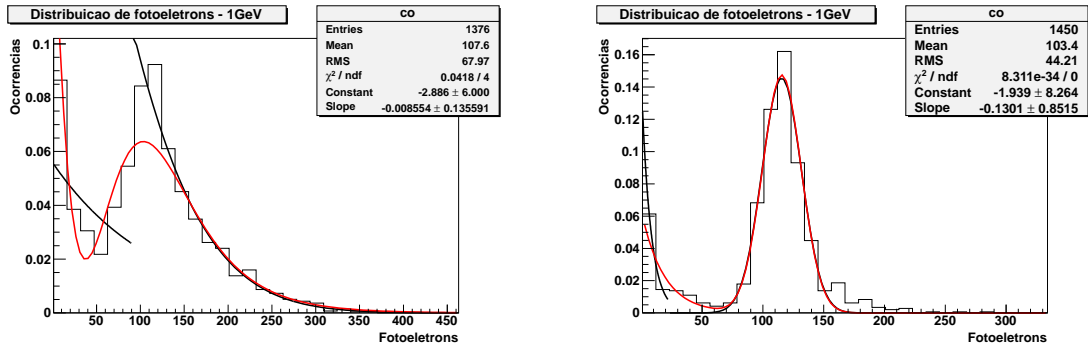 Distribuicao de fotoeletrons - 1GeV
co
Entries 1376
Mean 107.6
RMS 67.97
χ² / ndf 0.0418 / 4
Constant -2.886 ± 6.000
Slope -0.008554 ± 0.135591
Ocorrencias
0.1
0.08
0.06
0.04
0.02
0
50 100 150 200 250 300 350 400 450
Fotoeletrons
Distribuicao de fotoeletrons - 1GeV
co
Entries 1450
Mean 103.4
RMS 44.21
χ² / ndf 8.311e-34 / 0
Constant -1.939 ± 8.264
Slope -0.1301 ± 0.8515
Ocorrencias
0.16
0.14
0.12
0.1
0.08
0.06
0.04
0.02
0
50 100 150 200 250 300
Fotoeletrons